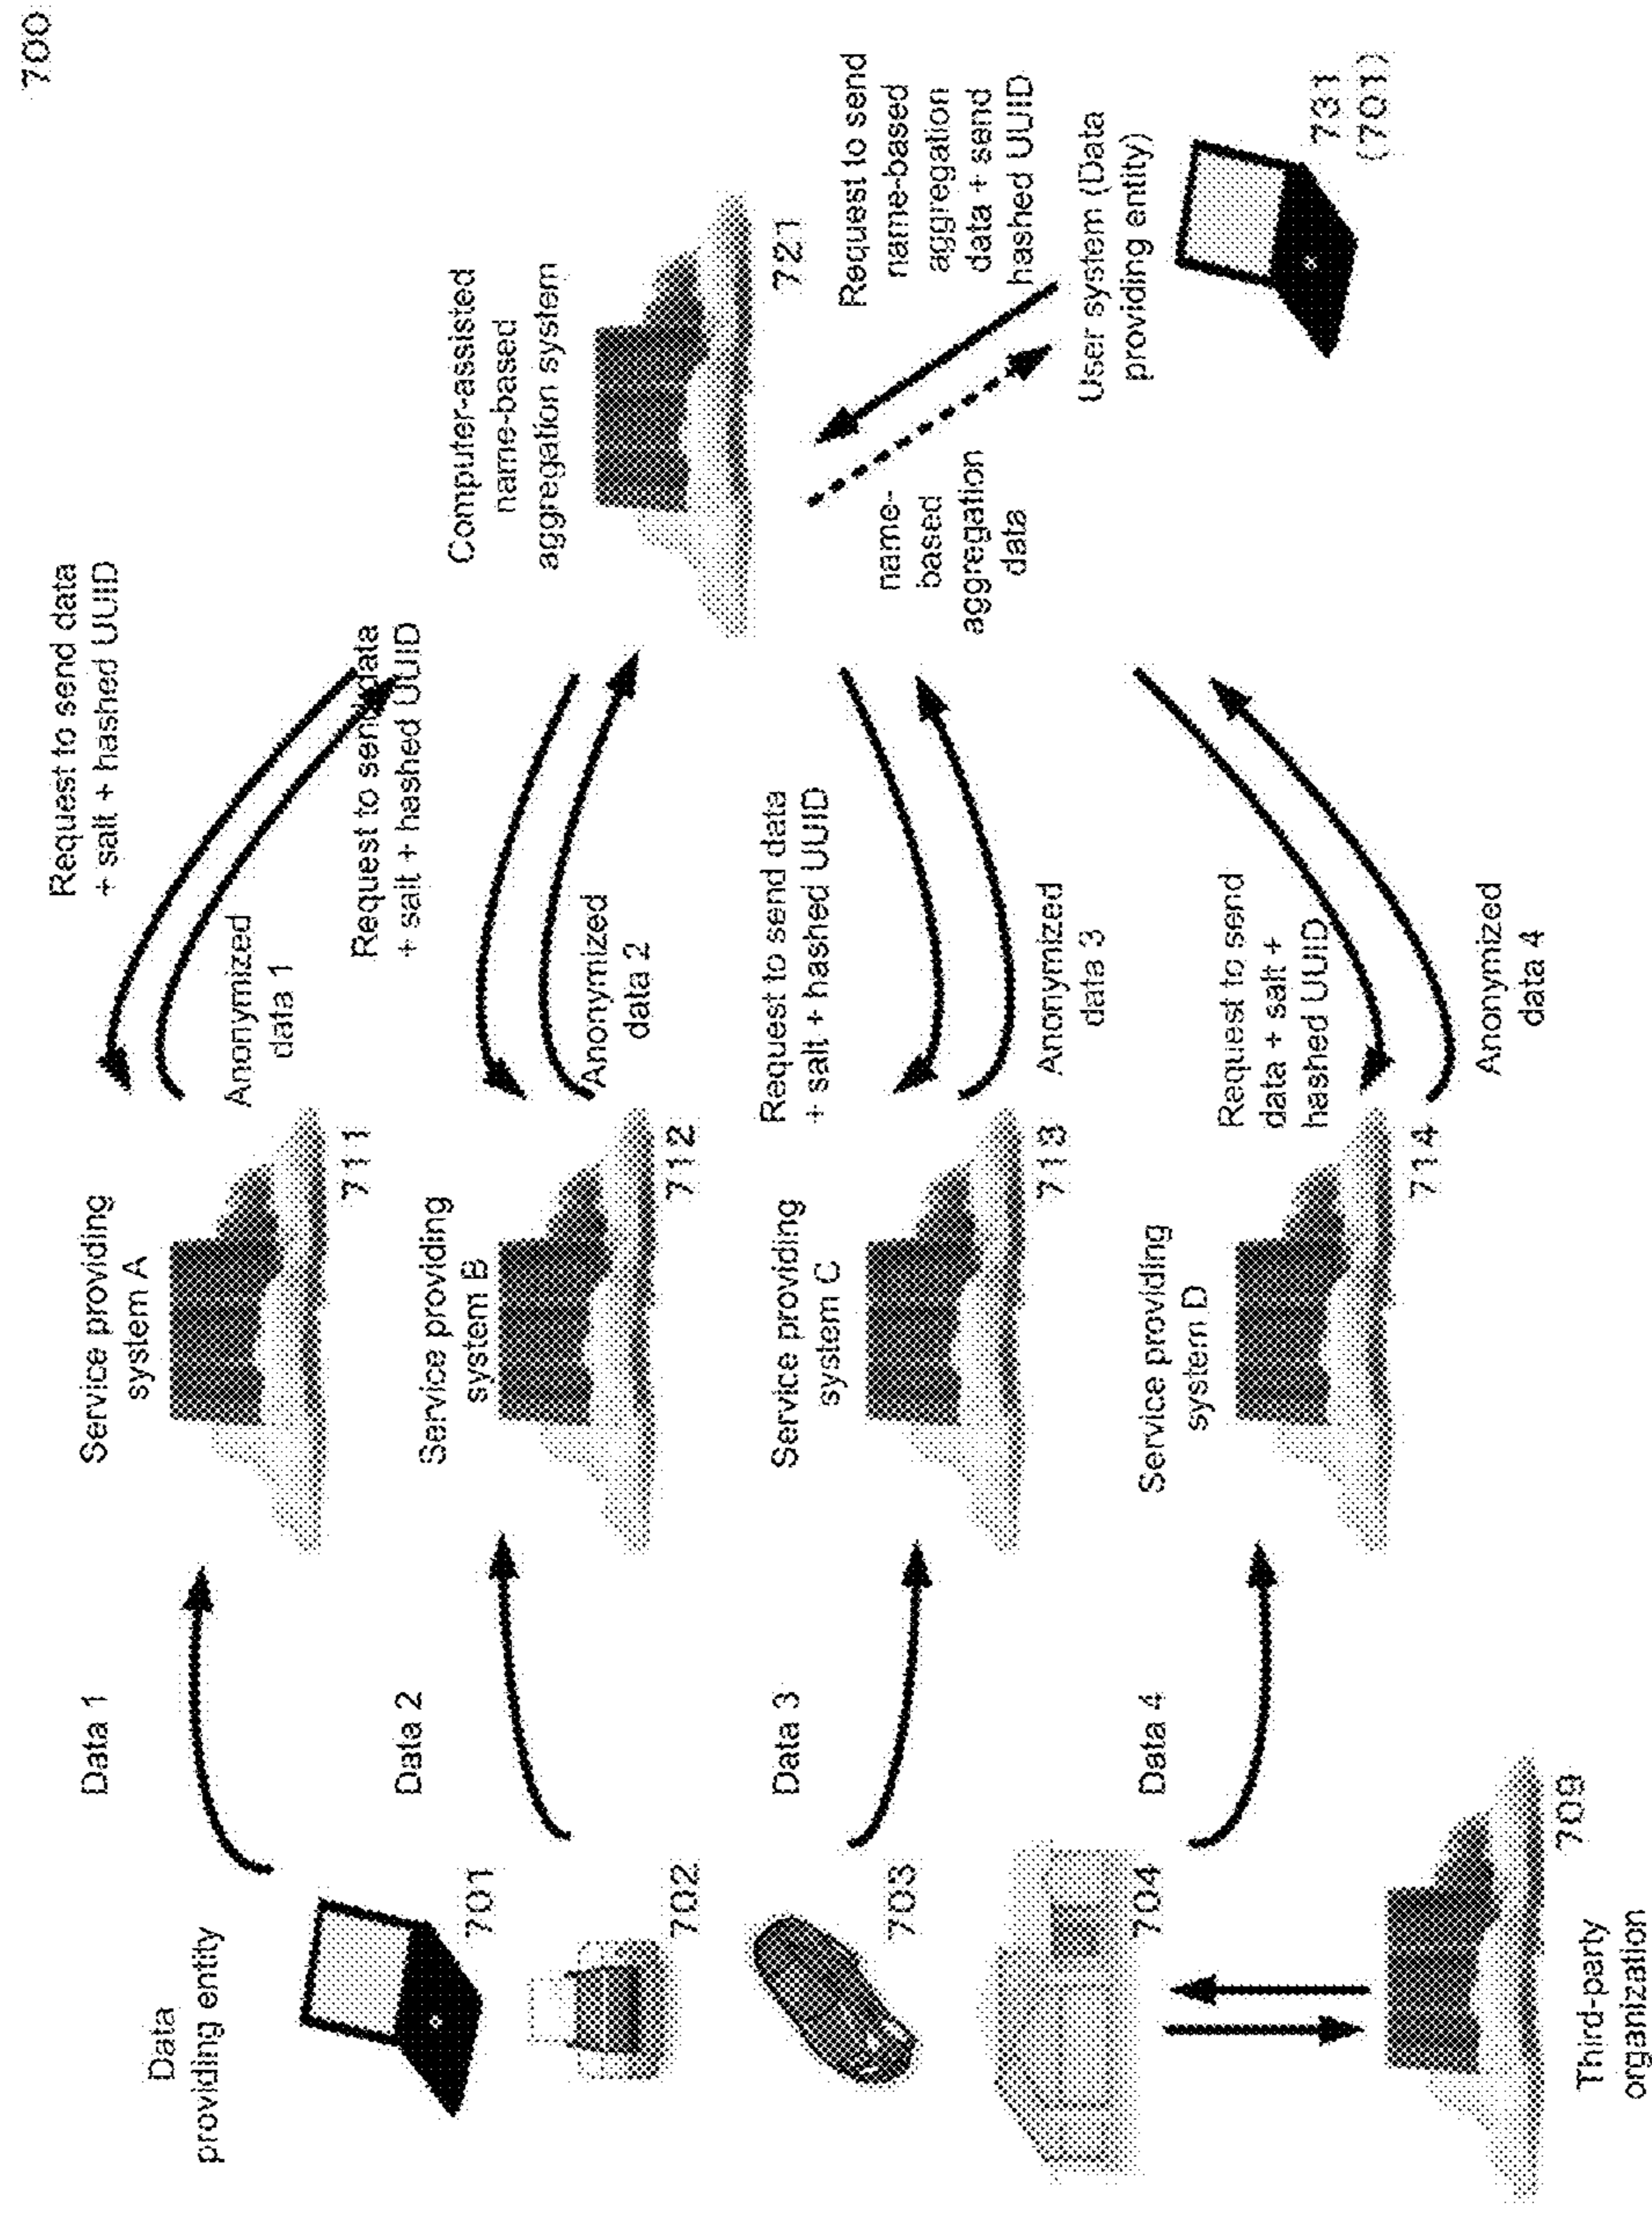 700
Data
providing entity
701
702
703
704
Third-party
organization
709
Data 1
Data 2
Data 3
Data 4
Service providing
system A
711
Service providing
system B
712
Service providing
system C
713
Service providing
system D
714
Request to send data
+ salt + hashed UUID
Anonymized
data 1
Request to send data
+ salt + hashed UUID
Anonymized
data 2
Request to send data
+ salt + hashed UUID
Anonymized
data 3
Request to send
data + salt +
hashed UUID
Anonymized
data 4
Computer-assisted
name-based
aggregation system
721
Request to send
name-based
aggregation
data + send
hashed UUID
name-
based
aggregation
data
User system (Data
providing entity)
731
(701)